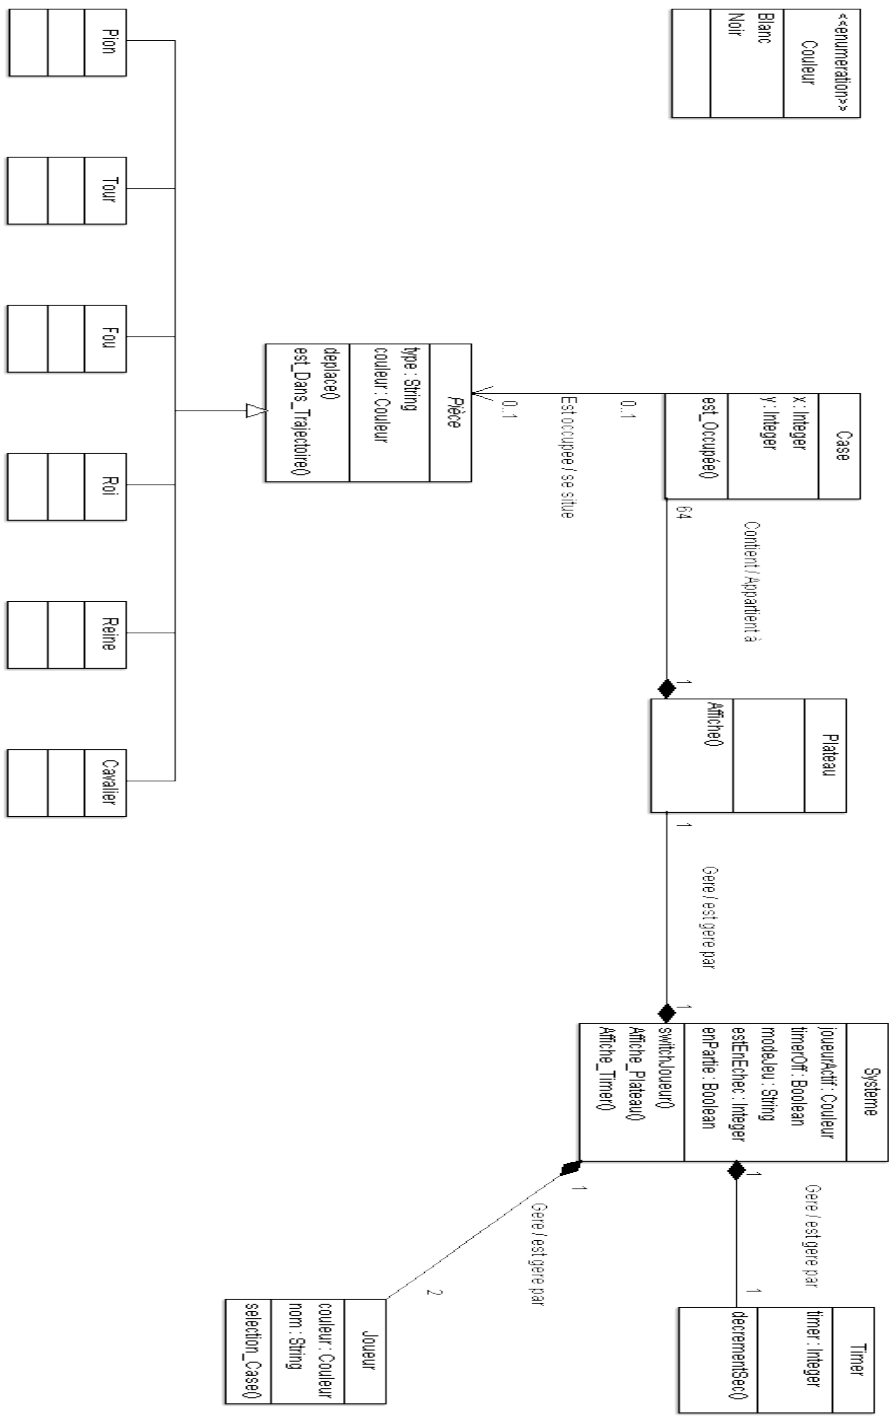 <<enumeration>>
Couleur
Blanc
Noir
Case
x : Integer
y : Integer
est_Occupée()
64
Contient / Appartient à
1
Plateau
Affiche()
1
Gere / est gere par
1
Systeme
joueurActif : Couleur
timerOff : Boolean
modeJeu : String
estEnEchec : Integer
enPartie : Boolean
switchJoueur()
Affiche_Plateau()
Affiche_Timer()
1
Gere / est gere par
1
Timer
timer : Integer
decrementSec()
1
Gere / est gere par
2
Joueur
couleur : Couleur
nom : String
selection_Case()
0..1
Est occupee / se situe
0..1
Pièce
type : String
couleur : Couleur
deplace()
est_Dans_Trajectoire()
Pion
Tour
Fou
Roi
Reine
Cavalier